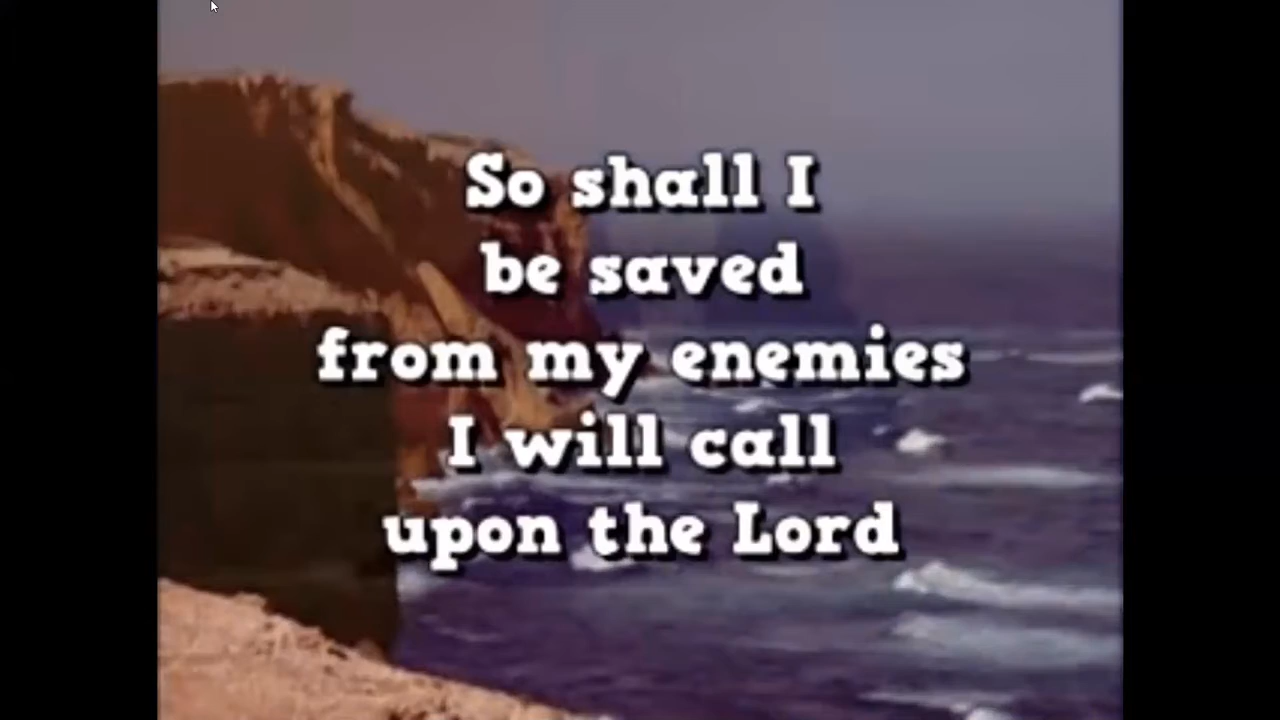 So shall I
be saved
from my enemies
I will call
upon the Lord